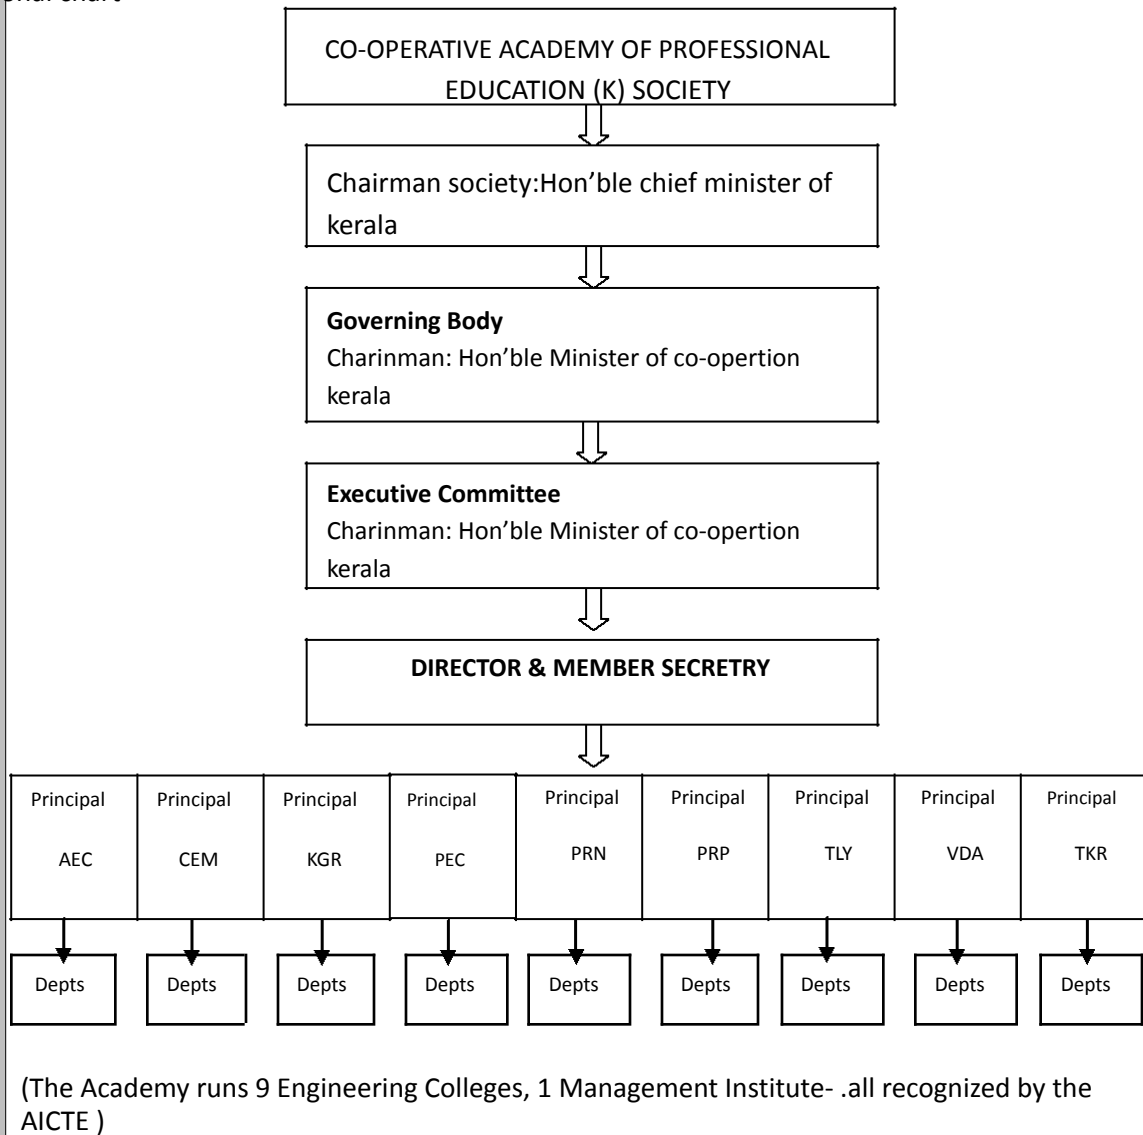 CO-OPERATIVE ACADEMY OF PROFESSIONAL
EDUCATION (K) SOCIETY
Chairman society:Hon’ble chief minister of
kerala
Governing Body
Charinman: Hon’ble Minister of co-opertion
kerala
Executive Committee
Charinman: Hon’ble Minister of co-opertion
kerala
DIRECTOR & MEMBER SECRETRY
Principal Principal Principal Principal Principal Principal Principal Principal Principal
AEC CEM KGR PEC PRN PRP TLY VDA TKR
Depts Depts Depts Depts Depts Depts Depts Depts Depts
(The Academy runs 9 Engineering Colleges, 1 Management Institute- .all recognized by the
AICTE )